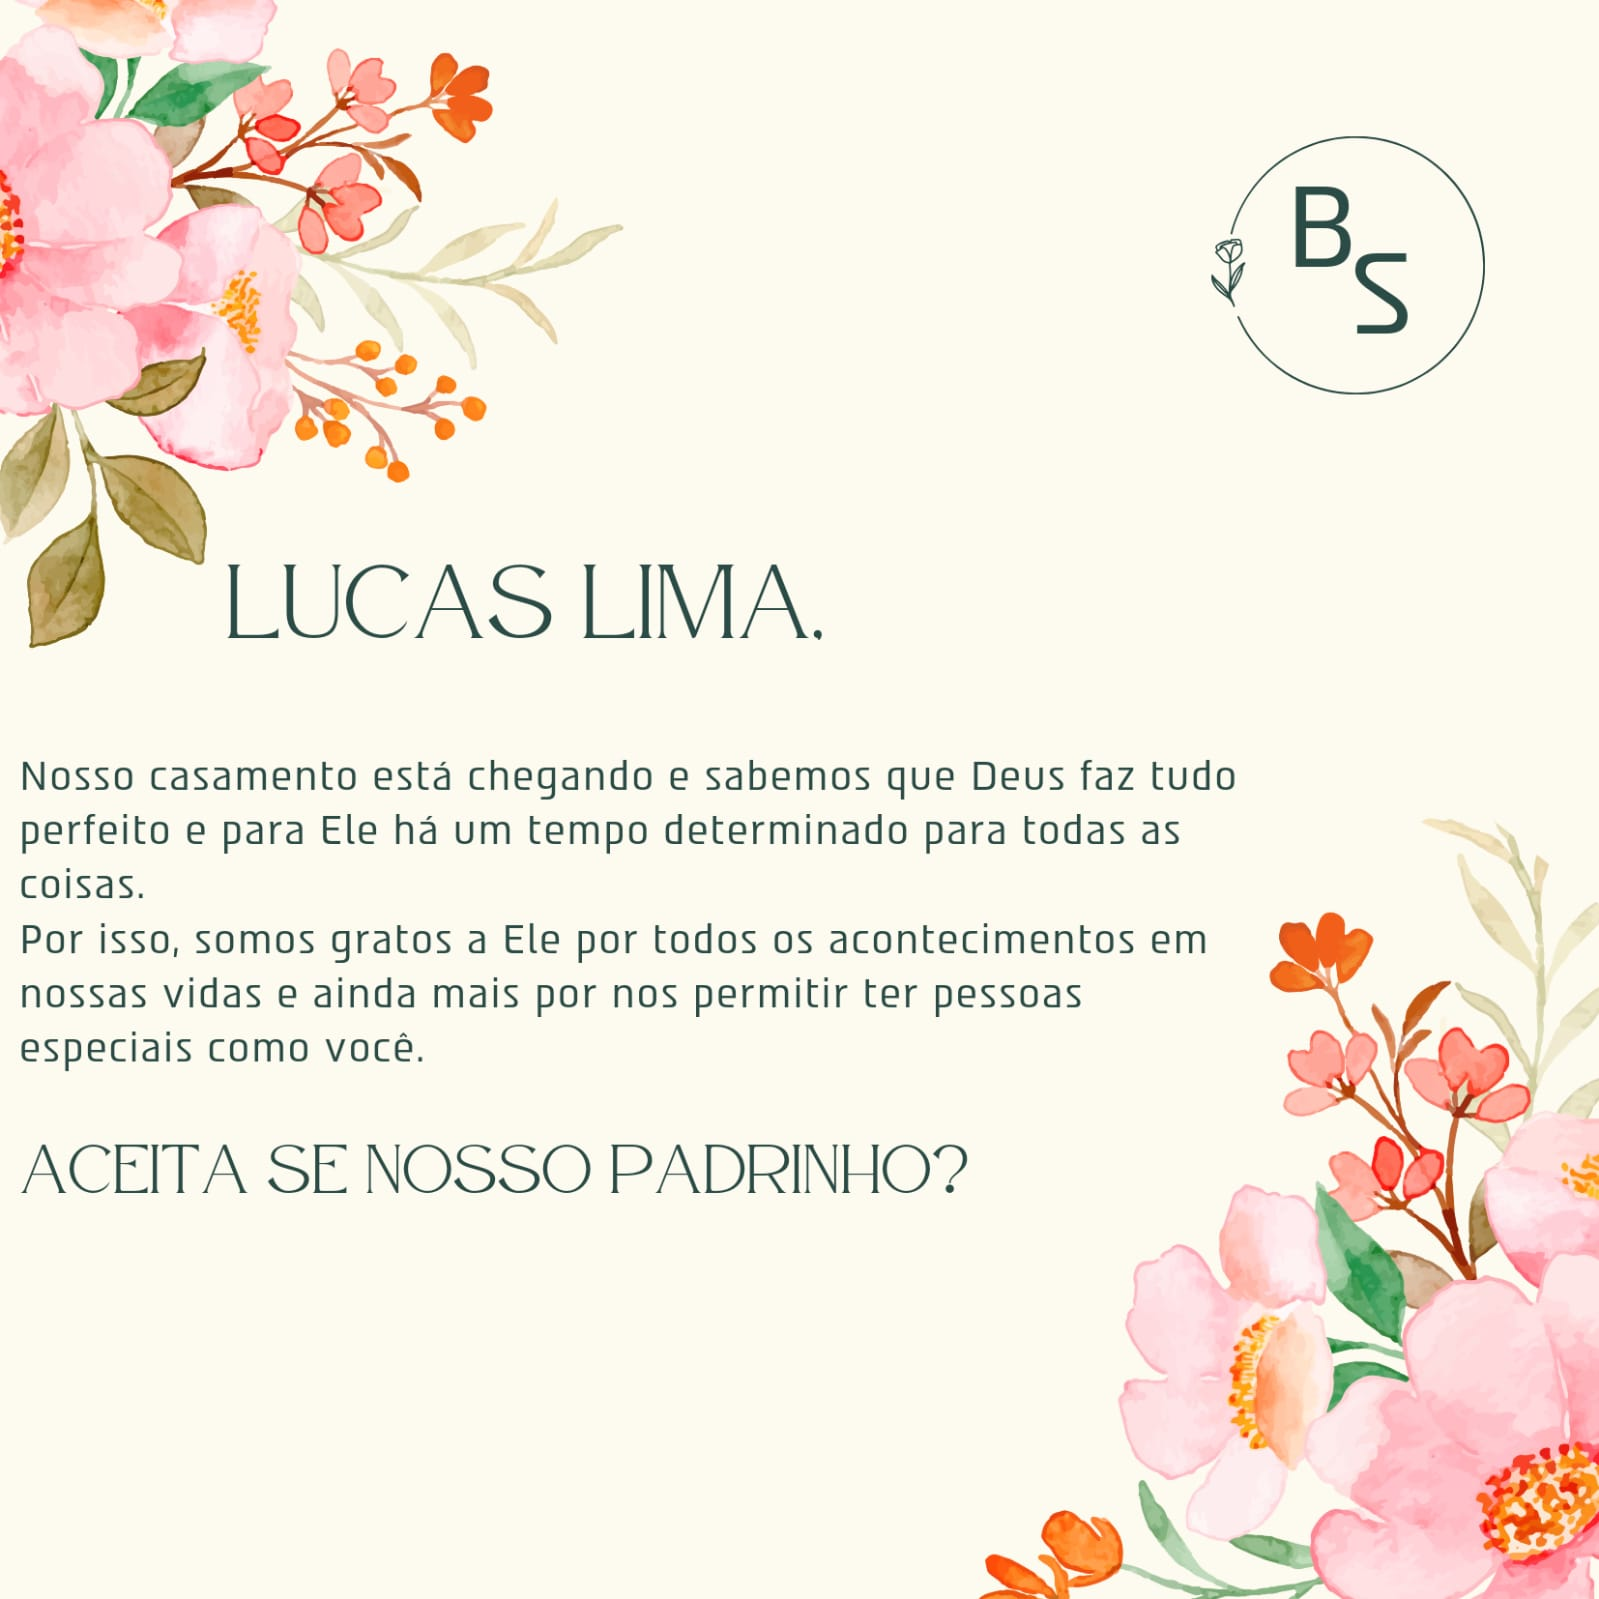 B
S
LUCAS LIMA,
Nosso casamento está chegando e sabemos que Deus faz tudo
perfeito e para Ele há um tempo determinado para todas as
coisas.
Por isso, somos gratos a Ele por todos os acontecimentos em
nossas vidas e ainda mais por nos permitir ter pessoas
especiais como você.
ACEITA SE NOSSO PADRINHO?